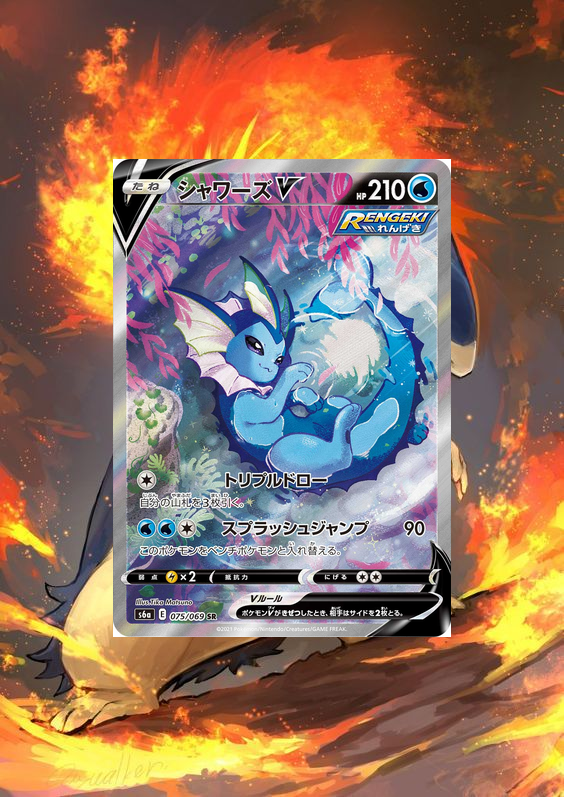 たね シャワーズV HP210
RENGEKI
れんげき
トリプルドロー
自分の山札を3枚引く。
スプラッシュジャンプ 90
このポケモンをベンチポケモンと入れ替える。
弱点 ×2 抵抗力 にげる
Vルール
ポケモンVがきぜつしたとき、相手はサイドを2枚とる。
Illus. Tika Matsuno
s6a E 075/069 SR
©2021 Pokémon/Nintendo/Creatures/GAME FREAK.